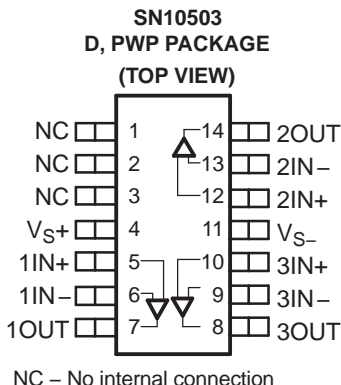 SN10503
D, PWP PACKAGE
(TOP VIEW)
NC 1 14 2OUT
NC 2 13 2IN−
NC 3 12 2IN+
VS+ 4 11 VS−
1IN+ 5 10 3IN+
1IN− 6 9 3IN−
1OUT 7 8 3OUT
NC − No internal connection